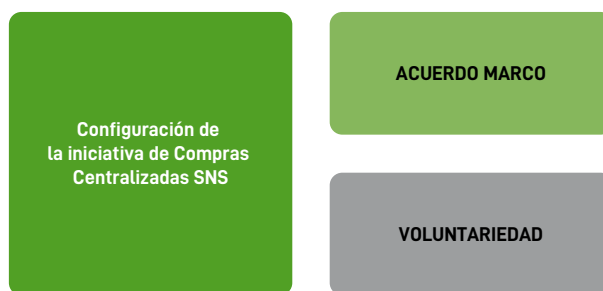 Configuración de
la iniciativa de Compras
Centralizadas SNS
ACUERDO MARCO
VOLUNTARIEDAD